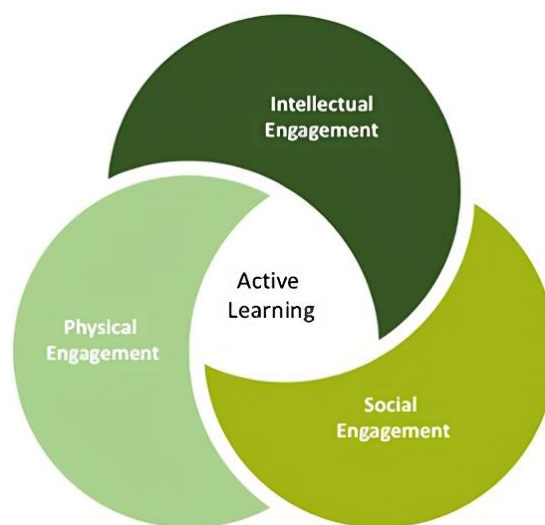 Intellectual
Engagement
Active
Learning
Physical
Engagement
Social
Engagement